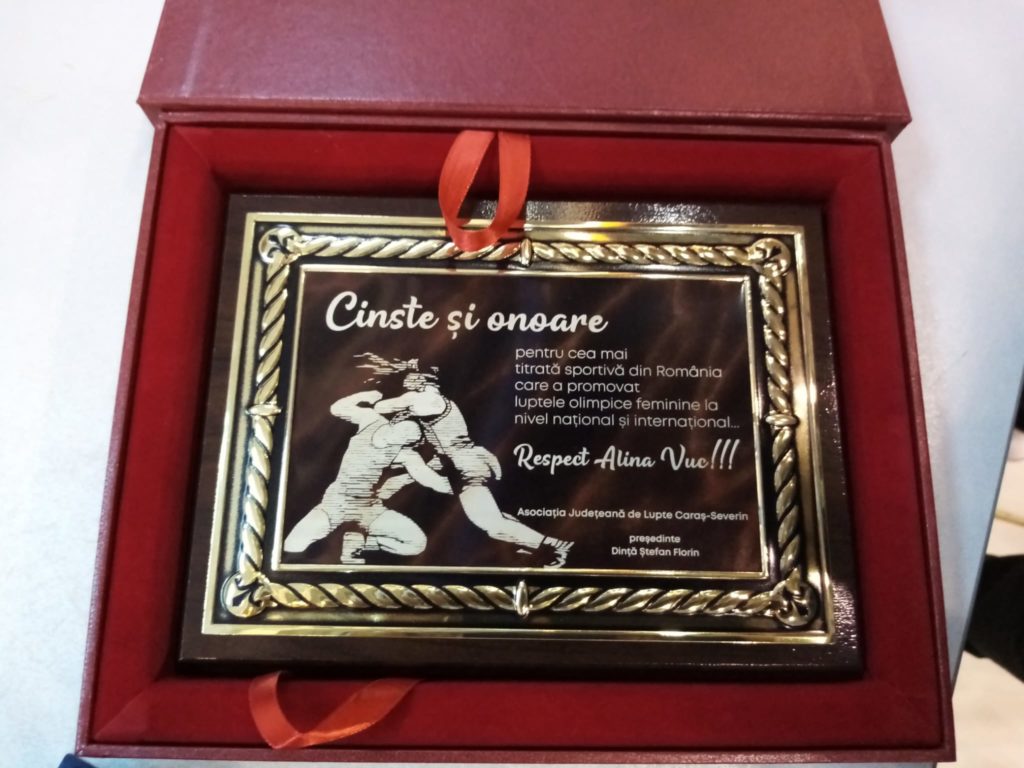 Cinste și onoare
pentru cea mai
titrată sportivă din România
care a promovat
luptele olimpice feminine la
nivel național și internațional...
Respect Alina Vuc!!!
Asociația Județeană de Lupte Caraș-Severin
președinte
Dință Ștefan Florin